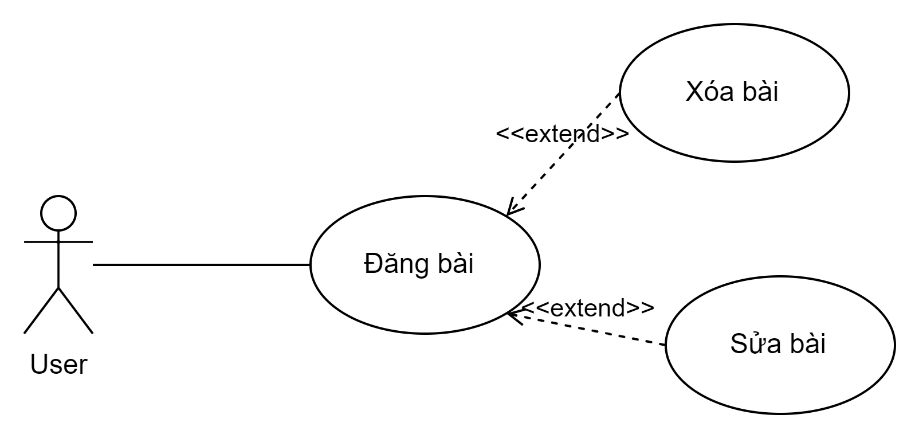 Xóa bài
<<extend>>
Đăng bài
<<extend>>
Sửa bài
User